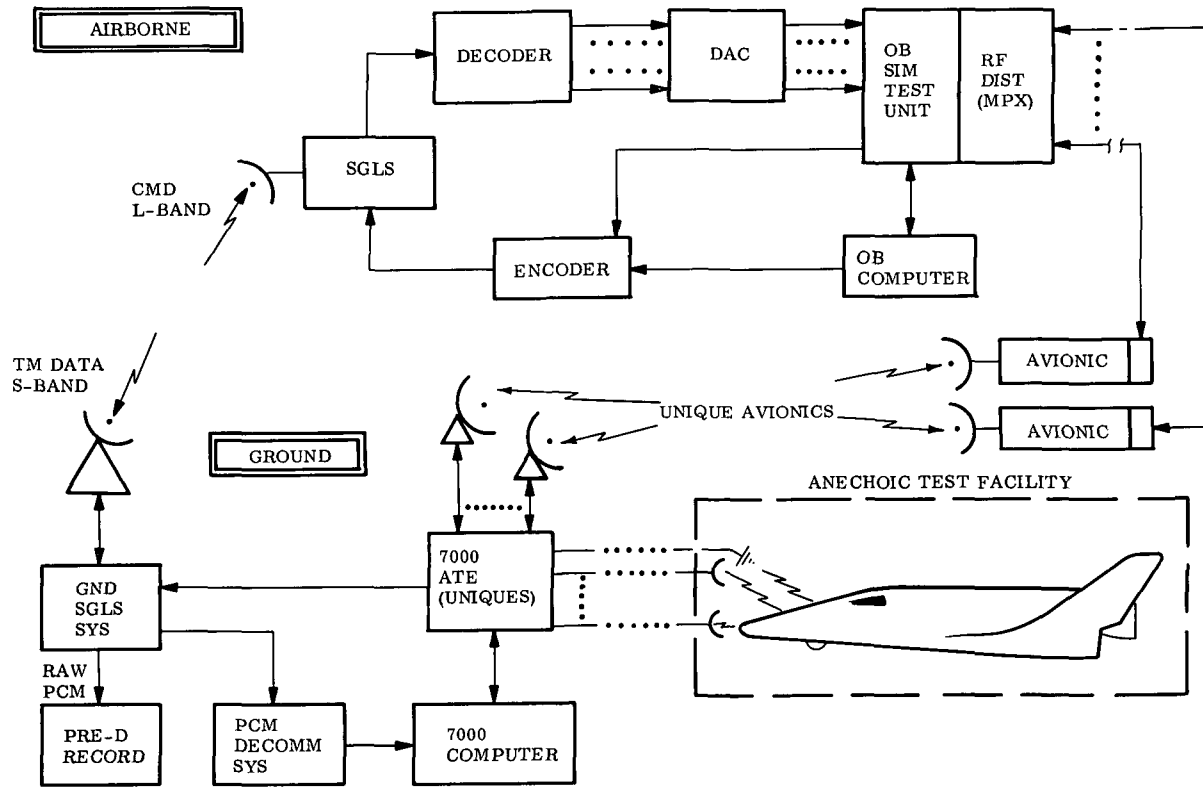 AIRBORNE
DECODER
DAC
OB
SIM
TEST
UNIT
RF
DIST
(MPX)
SGLS
CMD
L-BAND
ENCODER
OB
COMPUTER
TM DATA
S-BAND
AVIONIC
UNIQUE AVIONICS
AVIONIC
GROUND
ANECHOIC TEST FACILITY
7000
ATE
(UNIQUES)
GND
SGLS
SYS
RAW
PCM
PRE-D
RECORD
PCM
DECOMM
SYS
7000
COMPUTER